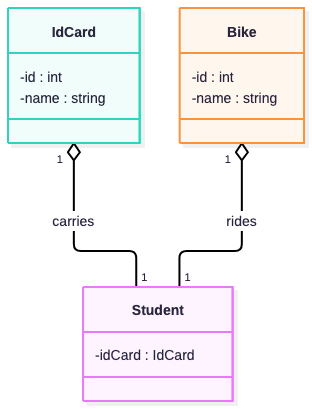 IdCard
-id : int
-name : string
Bike
-id : int
-name : string
1
1
carries
rides
1
1
Student
-idCard : IdCard